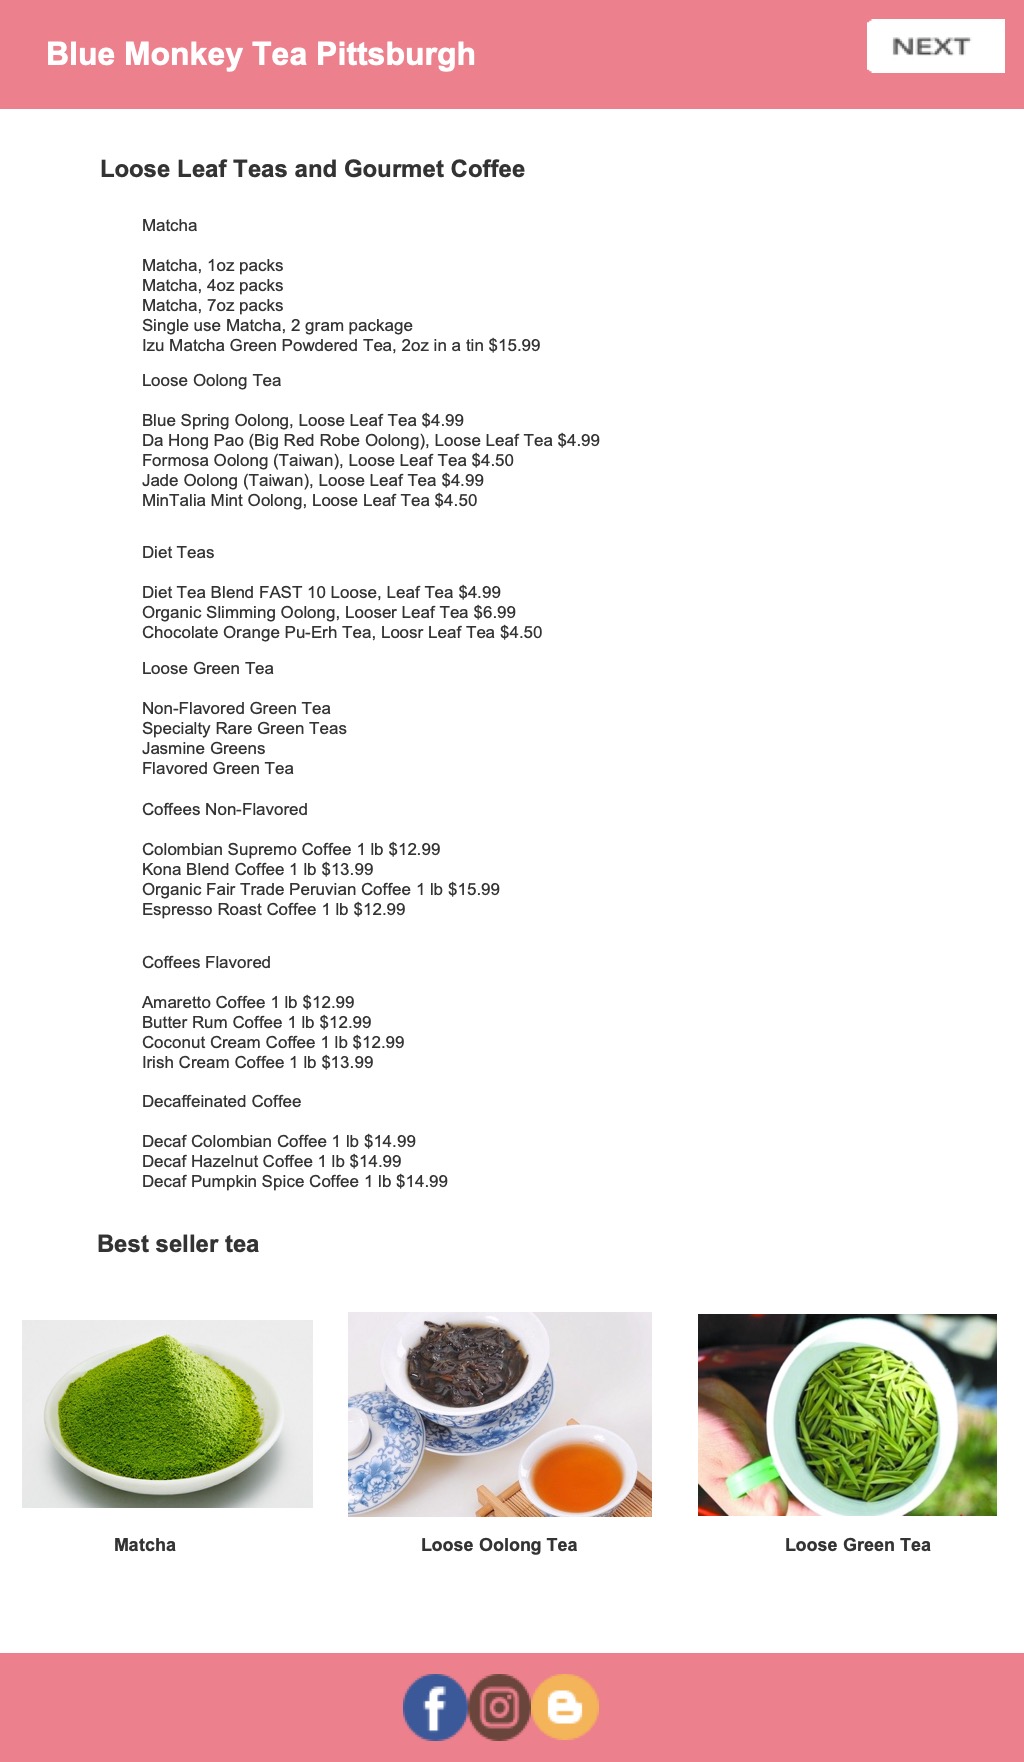 Blue Monkey Tea Pittsburgh
NEXT
Loose Leaf Teas and Gourmet Coffee
Matcha
Matcha, 1oz packs
Matcha, 4oz packs
Matcha, 7oz packs
Single use Matcha, 2 gram package
Izu Matcha Green Powdered Tea, 2oz in a tin $15.99
Loose Oolong Tea
Blue Spring Oolong, Loose Leaf Tea $4.99
Da Hong Pao (Big Red Robe Oolong), Loose Leaf Tea $4.99
Formosa Oolong (Taiwan), Loose Leaf Tea $4.50
Jade Oolong (Taiwan), Loose Leaf Tea $4.99
MinTalia Mint Oolong, Loose Leaf Tea $4.50
Diet Teas
Diet Tea Blend FAST 10 Loose, Leaf Tea $4.99
Organic Slimming Oolong, Looser Leaf Tea $6.99
Chocolate Orange Pu-Erh Tea, Loosr Leaf Tea $4.50
Loose Green Tea
Non-Flavored Green Tea
Specialty Rare Green Teas
Jasmine Greens
Flavored Green Tea
Coffees Non-Flavored
Colombian Supremo Coffee 1 lb $12.99
Kona Blend Coffee 1 lb $13.99
Organic Fair Trade Peruvian Coffee 1 lb $15.99
Espresso Roast Coffee 1 lb $12.99
Coffees Flavored
Amaretto Coffee 1 lb $12.99
Butter Rum Coffee 1 lb $12.99
Coconut Cream Coffee 1 lb $12.99
Irish Cream Coffee 1 lb $13.99
Decaffeinated Coffee
Decaf Colombian Coffee 1 lb $14.99
Decaf Hazelnut Coffee 1 lb $14.99
Decaf Pumpkin Spice Coffee 1 lb $14.99
Best seller tea
Matcha
Loose Oolong Tea
Loose Green Tea